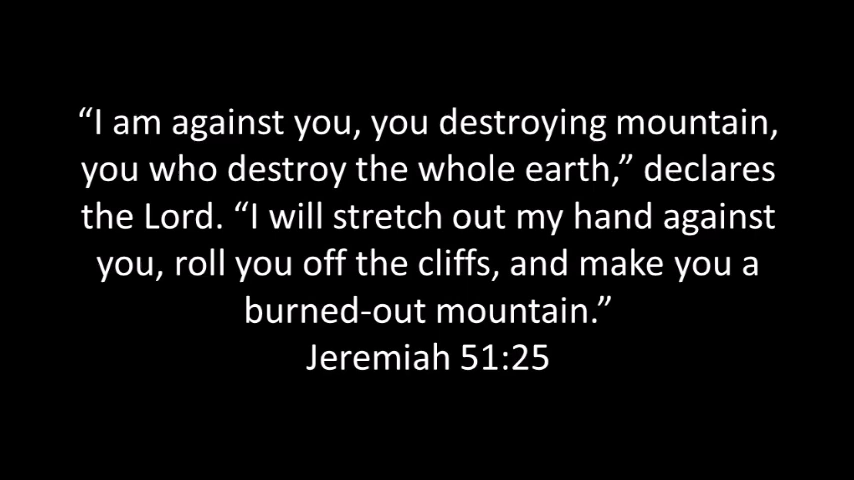 “I am against you, you destroying mountain,
you who destroy the whole earth,” declares
the Lord. “I will stretch out my hand against
you, roll you off the cliffs, and make you a
burned-out mountain.”
Jeremiah 51:25